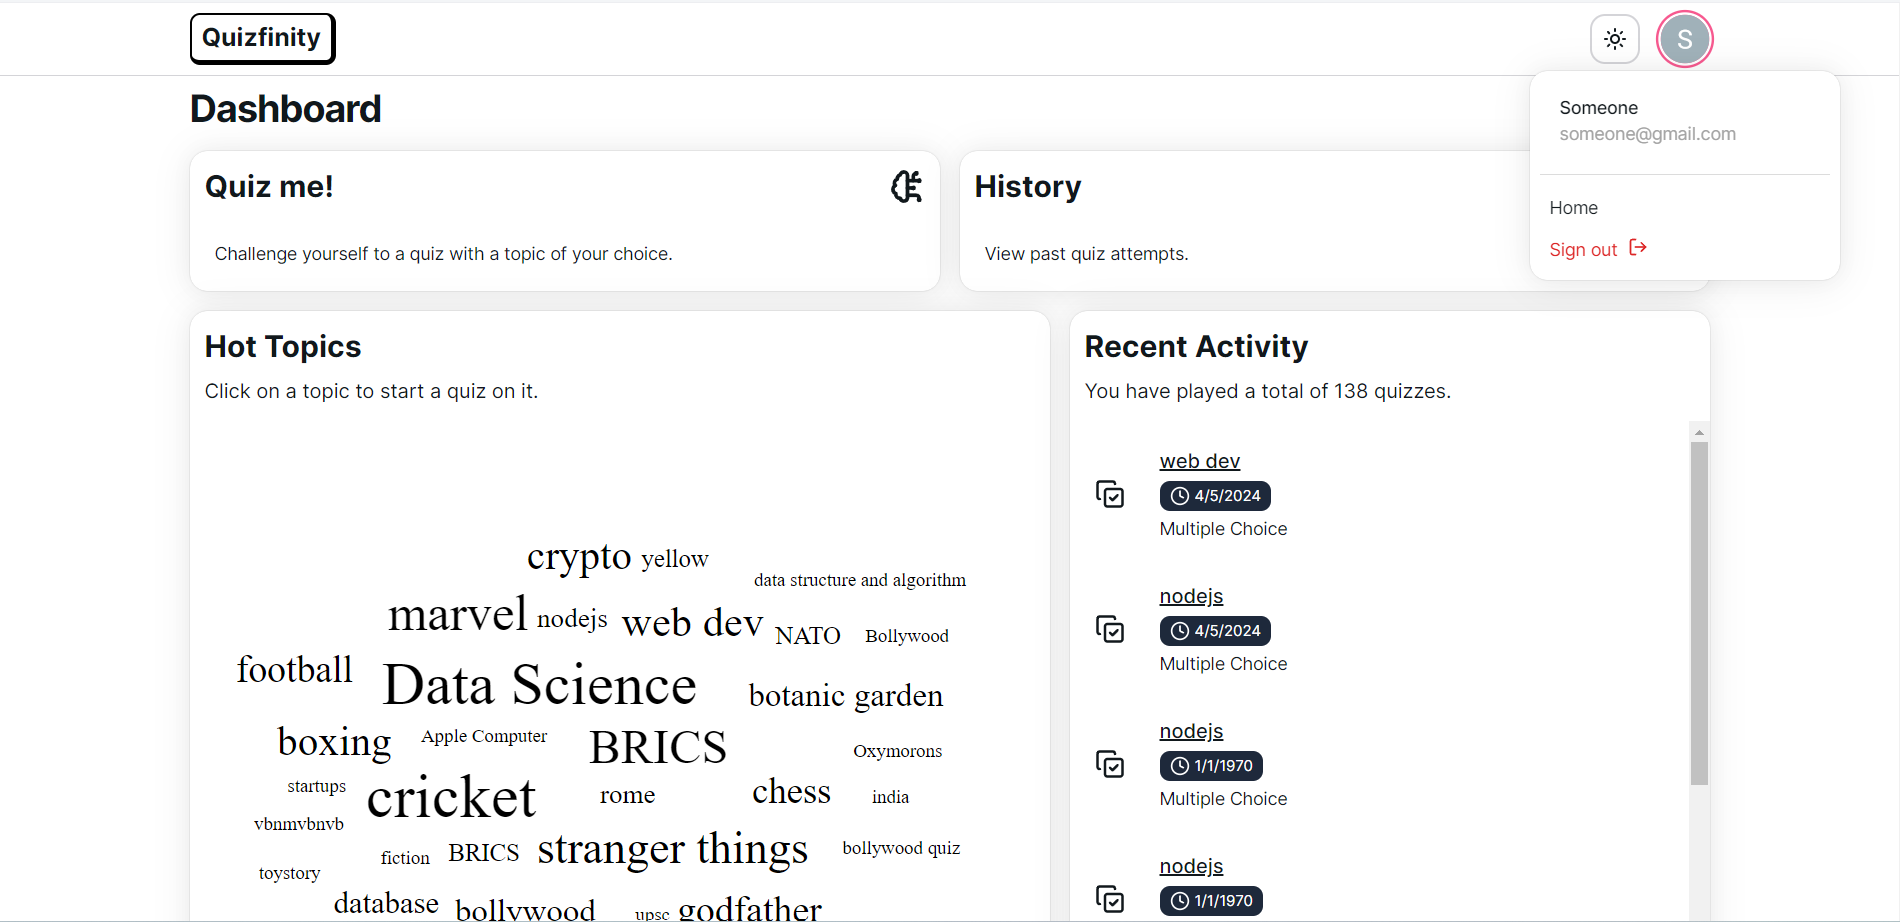 Quizfinity
S
Someone
someone@gmail.com
Home
Sign out
Dashboard
Quiz me!
Challenge yourself to a quiz with a topic of your choice.
History
View past quiz attempts.
Hot Topics
Click on a topic to start a quiz on it.
crypto yellow
data structure and algorithm
marvel nodejs web dev NATO Bollywood
football Data Science botanic garden
boxing Apple Computer BRICS Oxymorons
startups cricket rome chess india
vbnmvbnvb
fiction BRICS stranger things bollywood quiz
toystory
database bollywood upsc godfather
Recent Activity
You have played a total of 138 quizzes.
web dev
4/5/2024
Multiple Choice
nodejs
4/5/2024
Multiple Choice
nodejs
1/1/1970
Multiple Choice
nodejs
1/1/1970